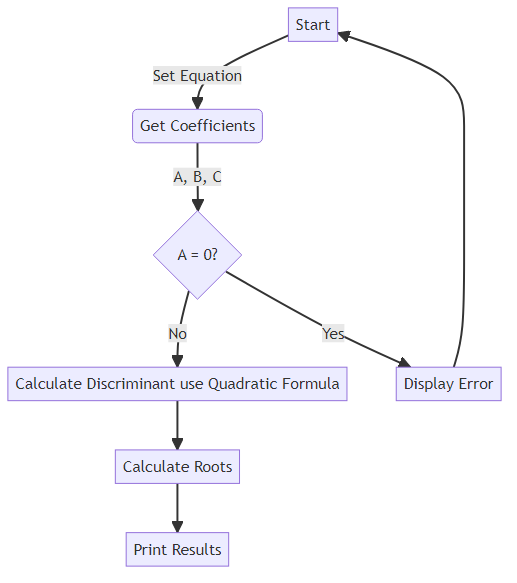 Start
Set Equation
Get Coefficients
A, B, C
A = 0?
No
Yes
Calculate Discriminant use Quadratic Formula
Display Error
Calculate Roots
Print Results